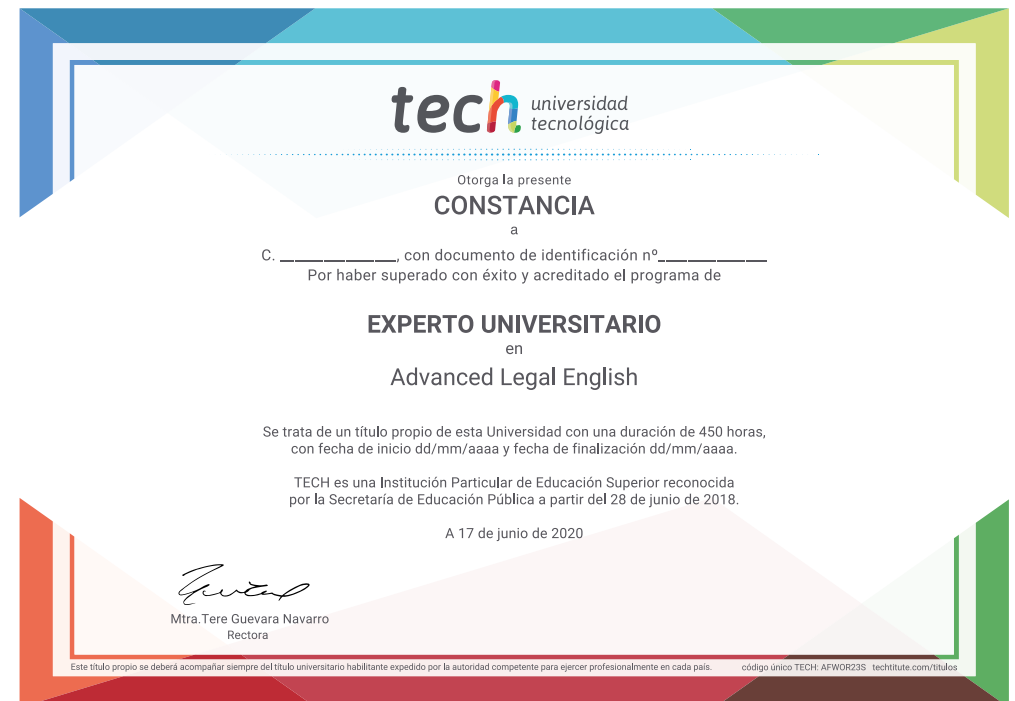 tech universidad
tecnológica
Otorga la presente
CONSTANCIA
a
C. ________________, con documento de identificación nº_______________
Por haber superado con éxito y acreditado el programa de
EXPERTO UNIVERSITARIO
en
Advanced Legal English
Se trata de un título propio de esta Universidad con una duración de 450 horas,
con fecha de inicio dd/mm/aaaa y fecha de finalización dd/mm/aaaa.
TECH es una Institución Particular de Educación Superior reconocida
por la Secretaría de Educación Pública a partir del 28 de junio de 2018.
A 17 de junio de 2020
Mtra.Tere Guevara Navarro
Rectora
Este título propio se deberá acompañar siempre del título universitario habilitante expedido por la autoridad competente para ejercer profesionalmente en cada país. código único TECH: AFWOR23S techtitute.com/titulos